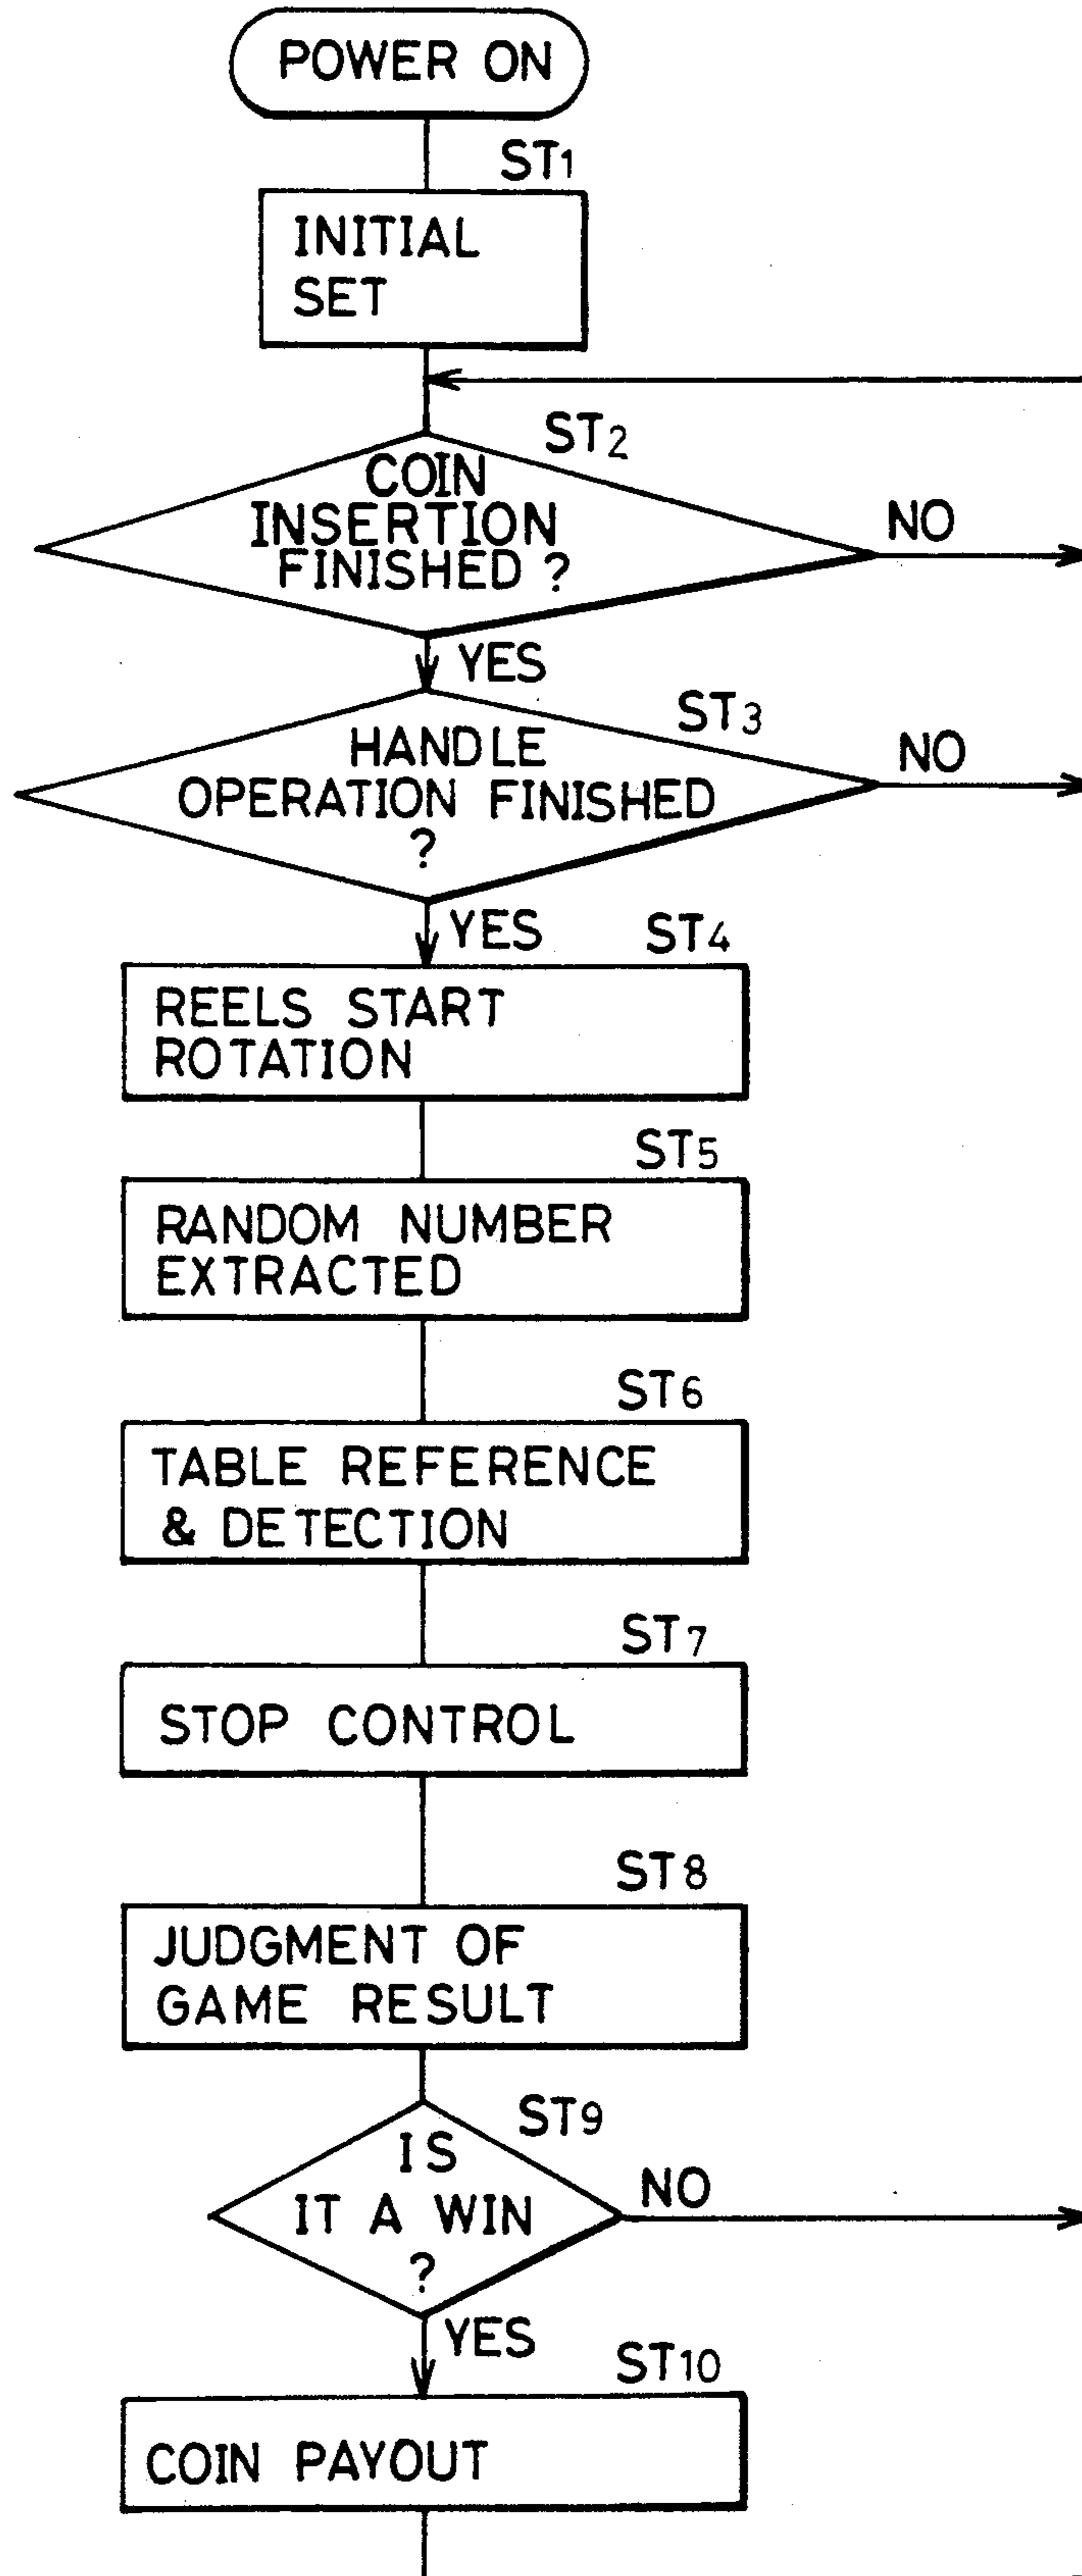 POWER ON
ST1
INITIAL
SET
ST2
COIN
INSERTION
FINISHED ?
NO
YES
ST3
HANDLE
OPERATION FINISHED
?
NO
YES
ST4
REELS START
ROTATION
ST5
RANDOM NUMBER
EXTRACTED
ST6
TABLE REFERENCE
& DETECTION
ST7
STOP CONTROL
ST8
JUDGMENT OF
GAME RESULT
ST9
IS
IT A WIN
?
NO
YES
ST10
COIN PAYOUT